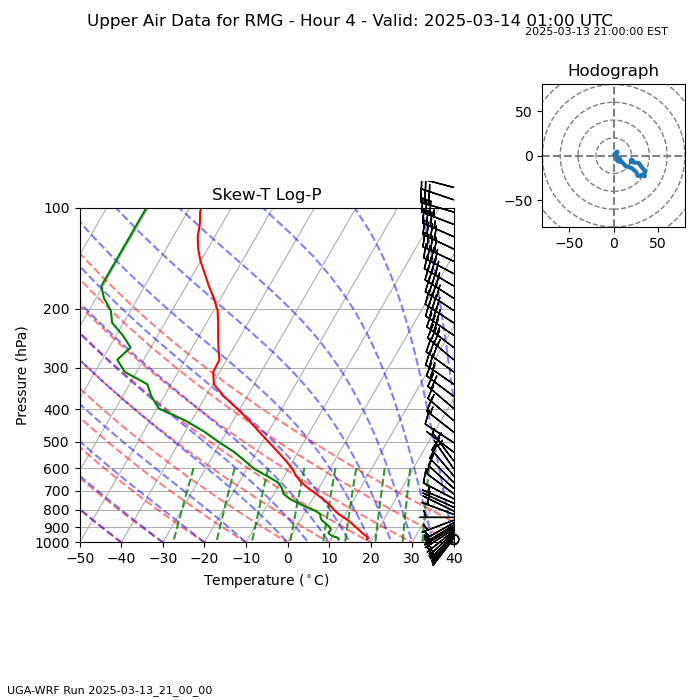 Upper Air Data for RMG - Hour 4 - Valid: 2025-03-14 01:00 UTC
2025-03-13 21:00:00 EST
Hodograph
50
0
−50
−50 0 50
Skew-T Log-P
100
200
300
400
500
600
700
800
900
1000
Pressure (hPa)
−50 −40 −30 −20 −10 0 10 20 30 40
Temperature (°C)
UGA-WRF Run 2025-03-13_21_00_00